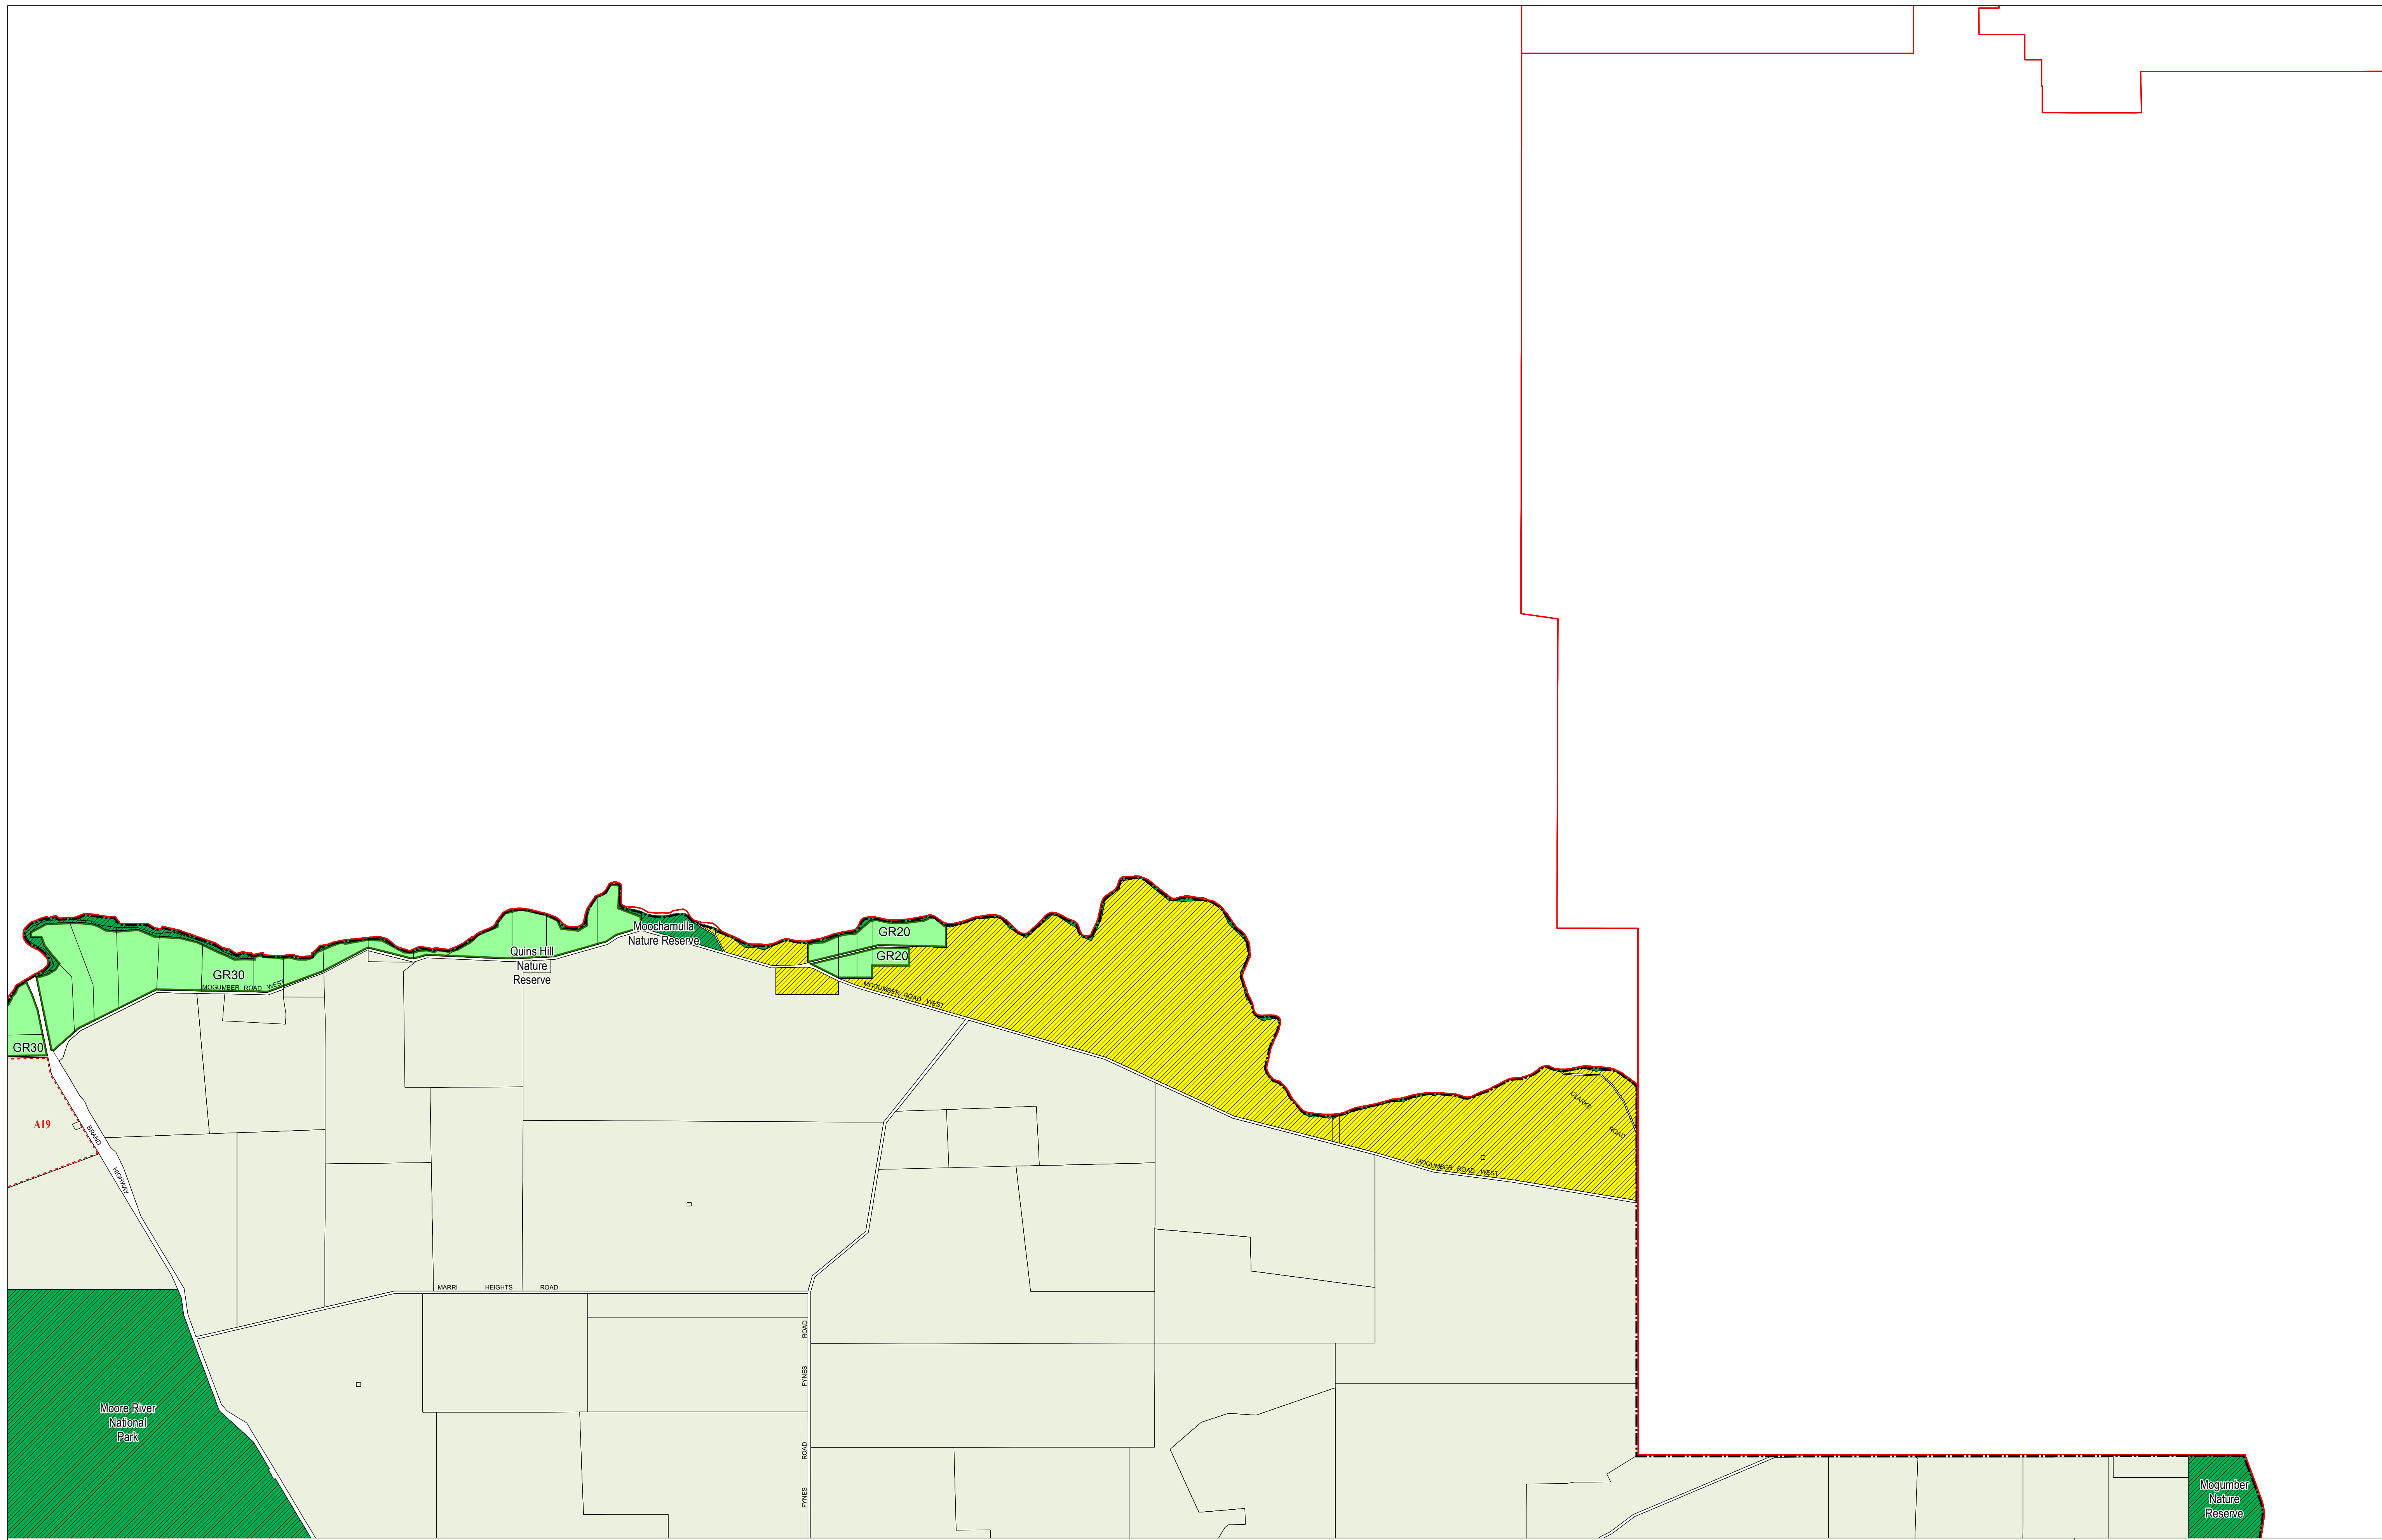 GR20
Moochamulla
Nature Reserve
Quins Hill
Nature
Reserve
GR20
GR30
MOGUMBER ROAD WEST
MOGUMBER ROAD WEST
GR30
CLARKE
ROAD
A19
BRAND
HIGHWAY
MOGUMBER ROAD WEST
MARRI HEIGHTS ROAD
ROAD
FYNES
Moore River
National
Park
ROAD
FYNES
Mogumber
Nature
Reserve